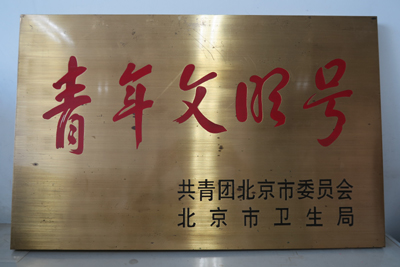 青年文明号
共青团北京市委员会
北京市卫生局